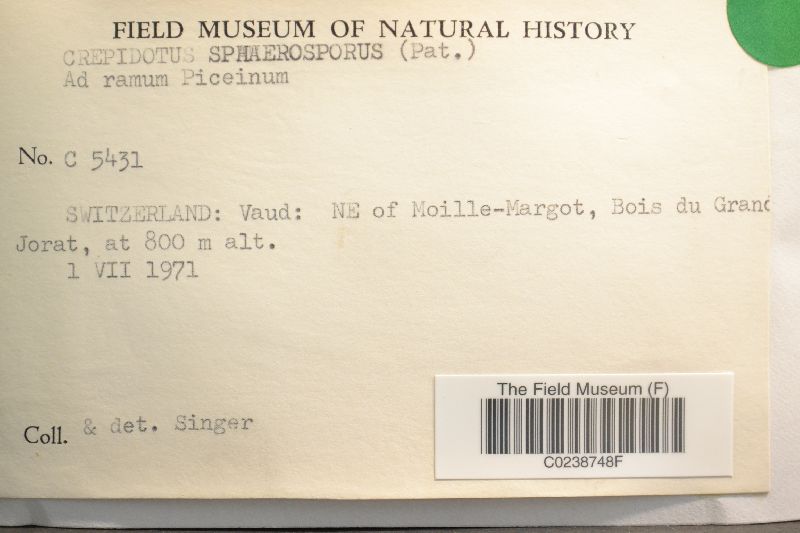 FIELD MUSEUM OF NATURAL HISTORY
CREPIDOTUS SPHAEROSPORUS (Pat.)
Ad ramum Piceinum
No. C 5431
SWITZERLAND: Vaud: NE of Moille-Margot, Bois du Grand
Jorat, at 800 m alt.
1 VII 1971
Coll. & det. Singer
The Field Museum (F)
C0238748F